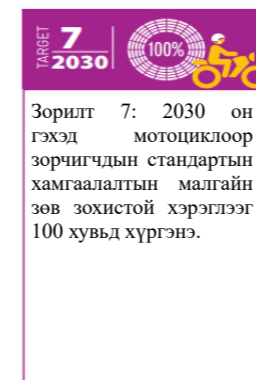 TARGET
7
2030
100%
Зорилт 7: 2030 он
гэхэд мотоциклоор
зорчигчдын стандартын
хамгаалалтын малгайн
зөв зохистой хэрэглээг
100 хувьд хүргэнэ.